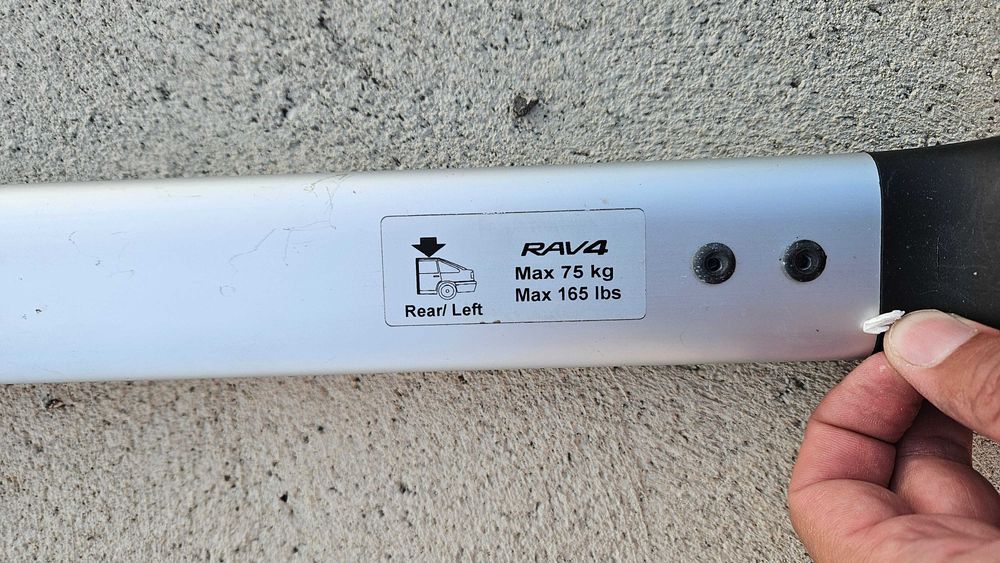 RAV4
Max 75 kg
Max 165 lbs
Rear/ Left